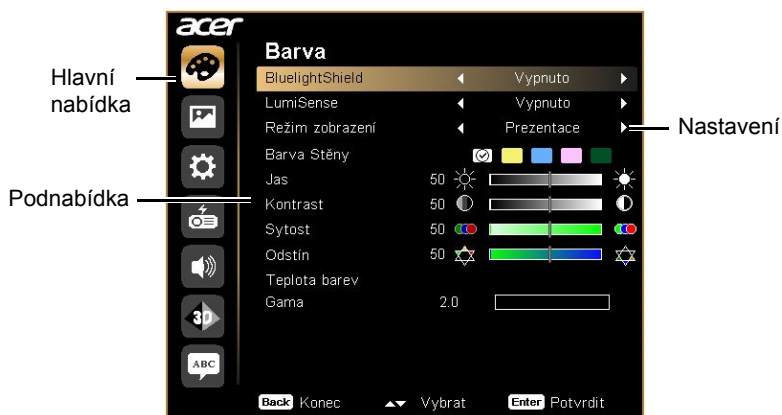 acer
Barva
Hlavní
nabídka
BluelightShield Vypnuto
LumiSense Vypnuto
Režim zobrazení Prezentace
Nastavení
Barva Stěny
Jas 50
Podnabídka
Kontrast 50
Sytost 50
Odstín 50
Teplota barev
Gama 2.0
3D
ABC
Back Konec Vybrat Enter Potvrdit